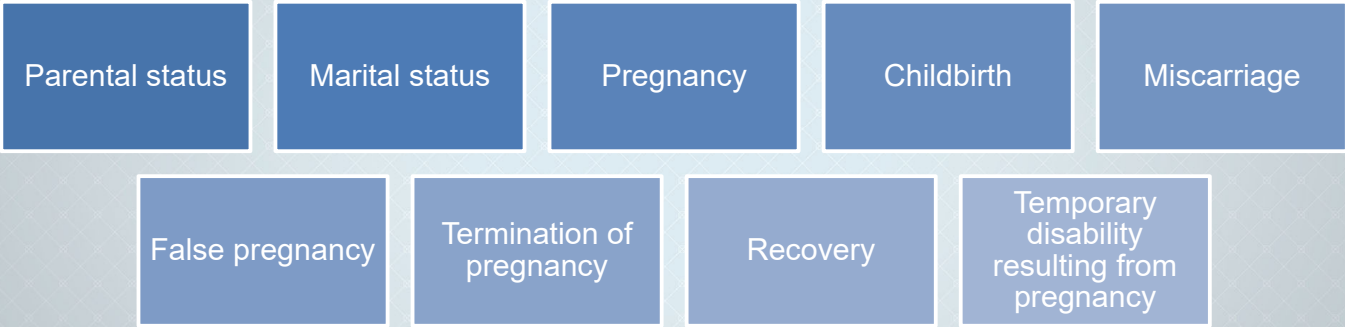 Parental status
Marital status
Pregnancy
Childbirth
Miscarriage
False pregnancy
Termination of
pregnancy
Recovery
Temporary
disability
resulting from
pregnancy